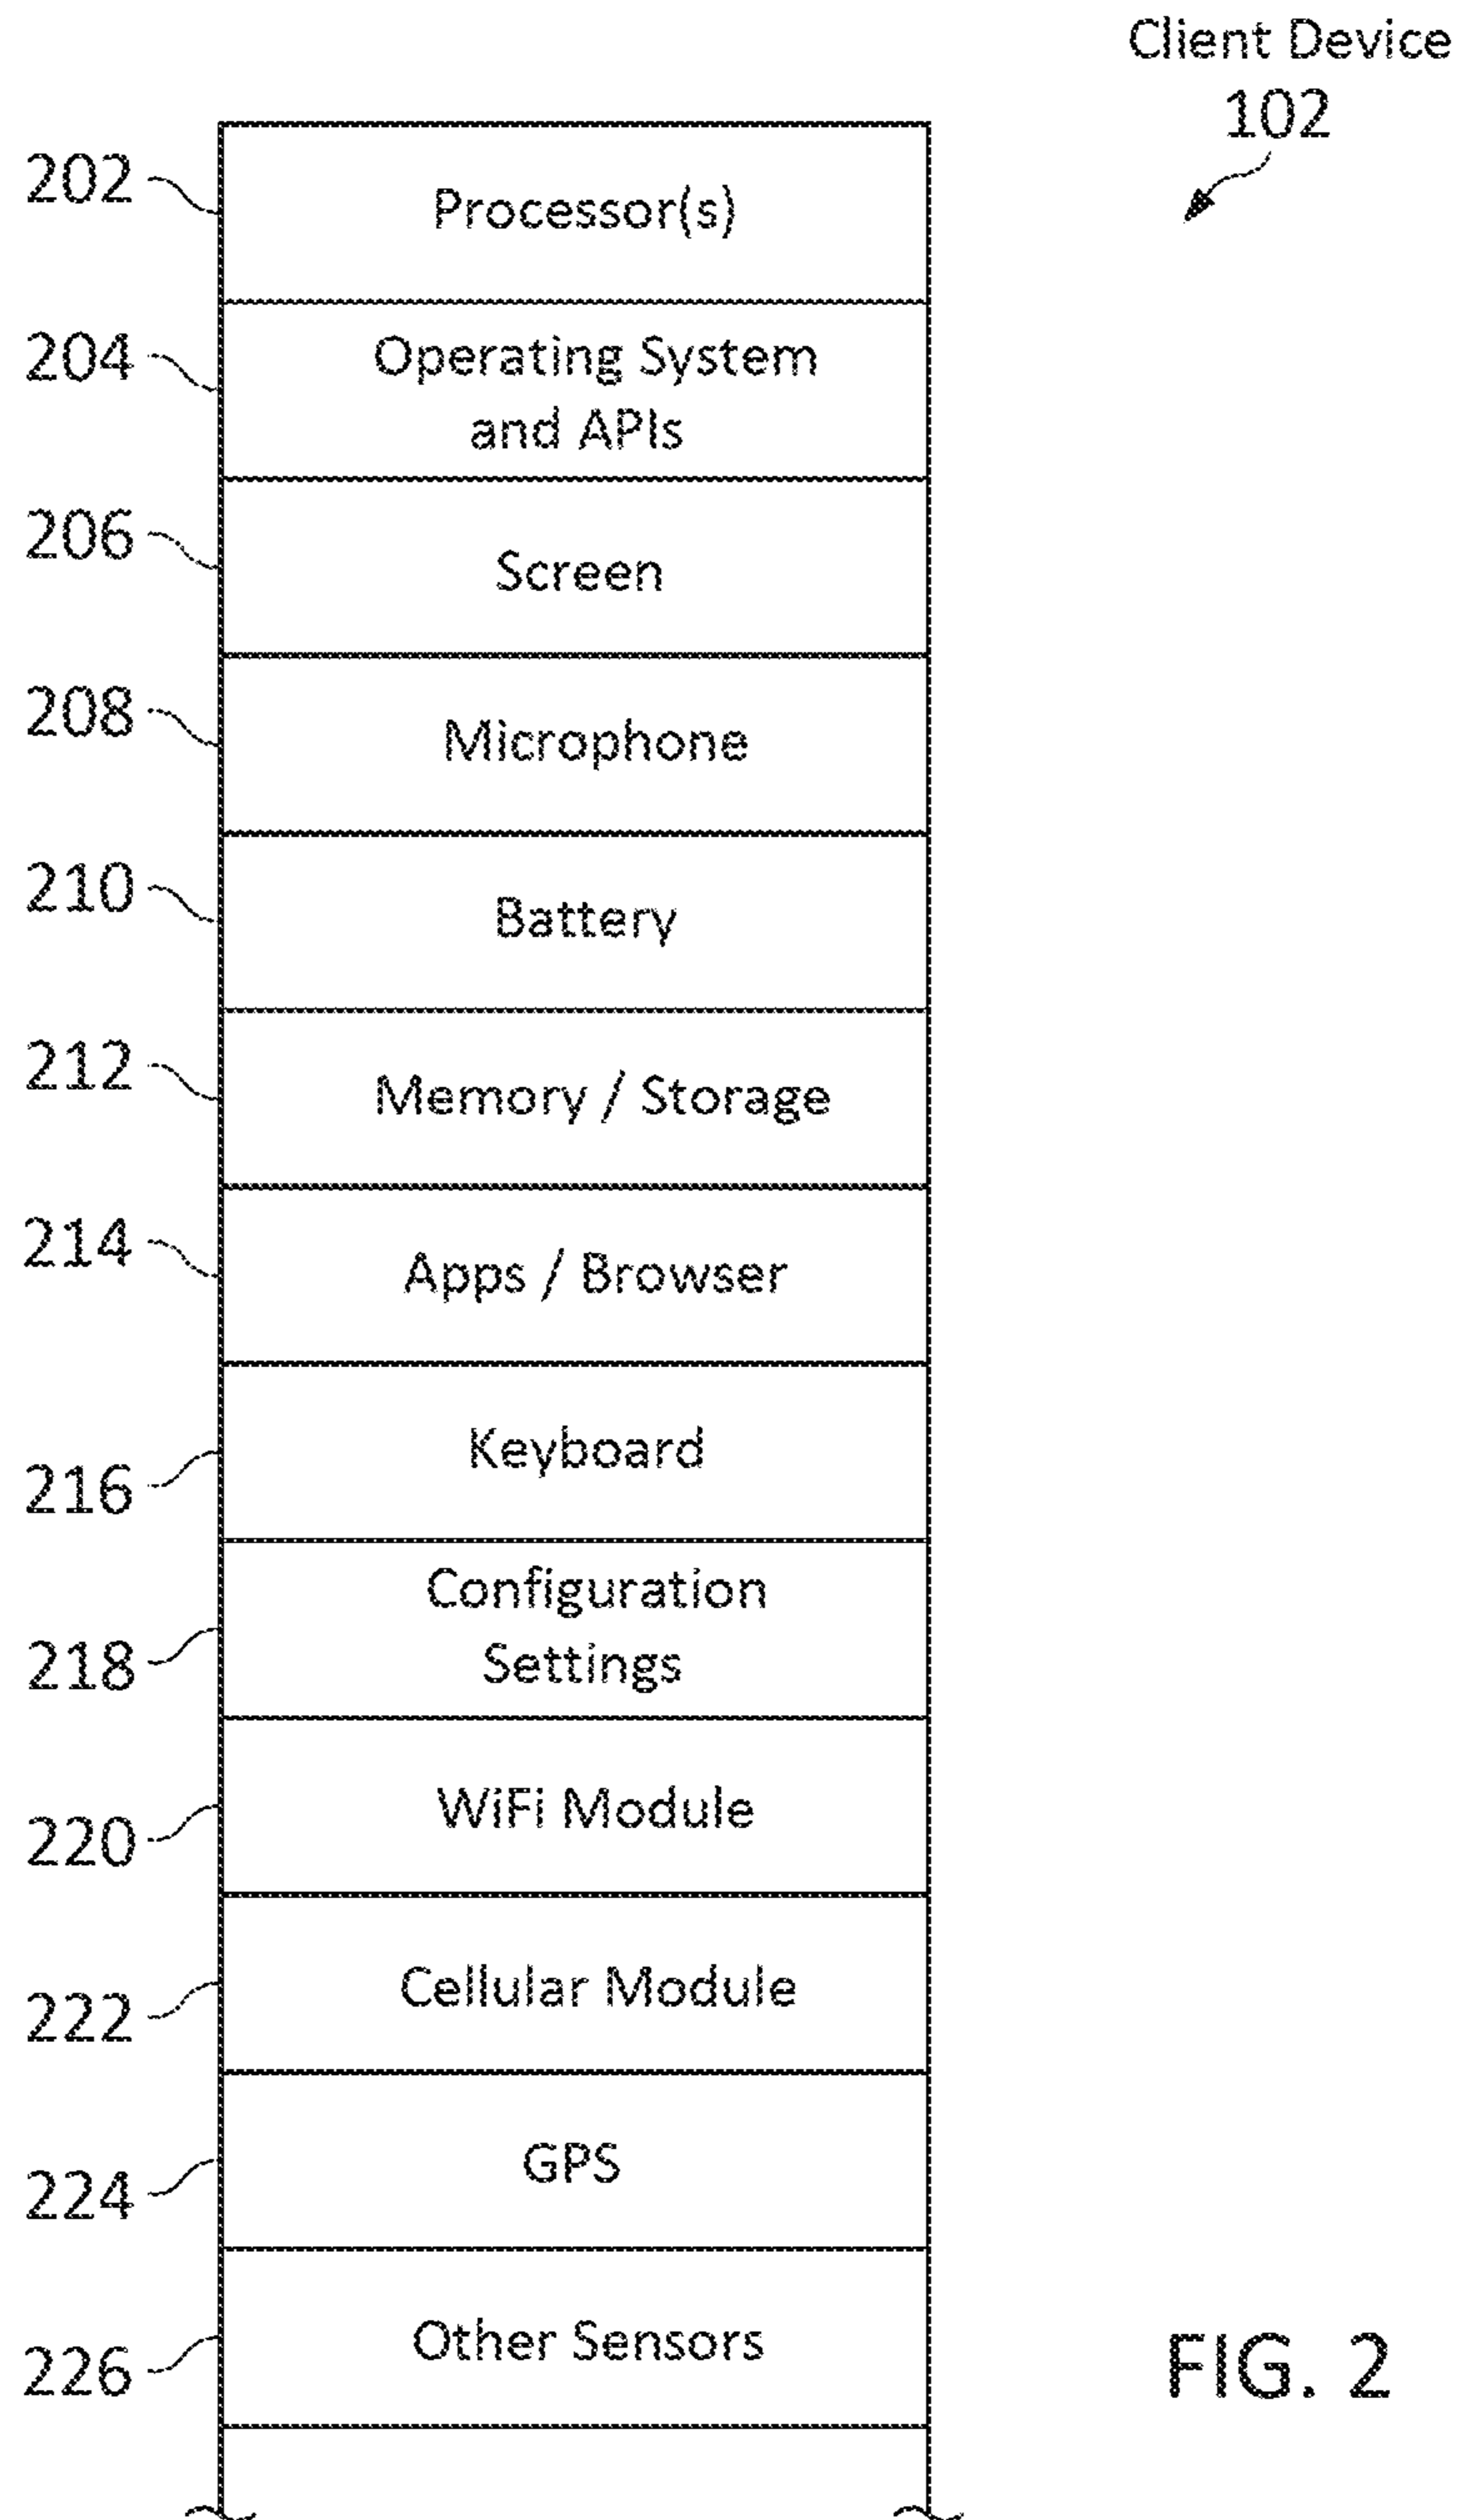 Client Device
102
202
Processor(s)
204
Operating System
and APIs
206
Screen
208
Microphone
210
Battery
212
Memory / Storage
214
Apps / Browser
216
Keyboard
218
Configuration
Settings
220
WiFi Module
222
Cellular Module
224
GPS
226
Other Sensors
FIG. 2